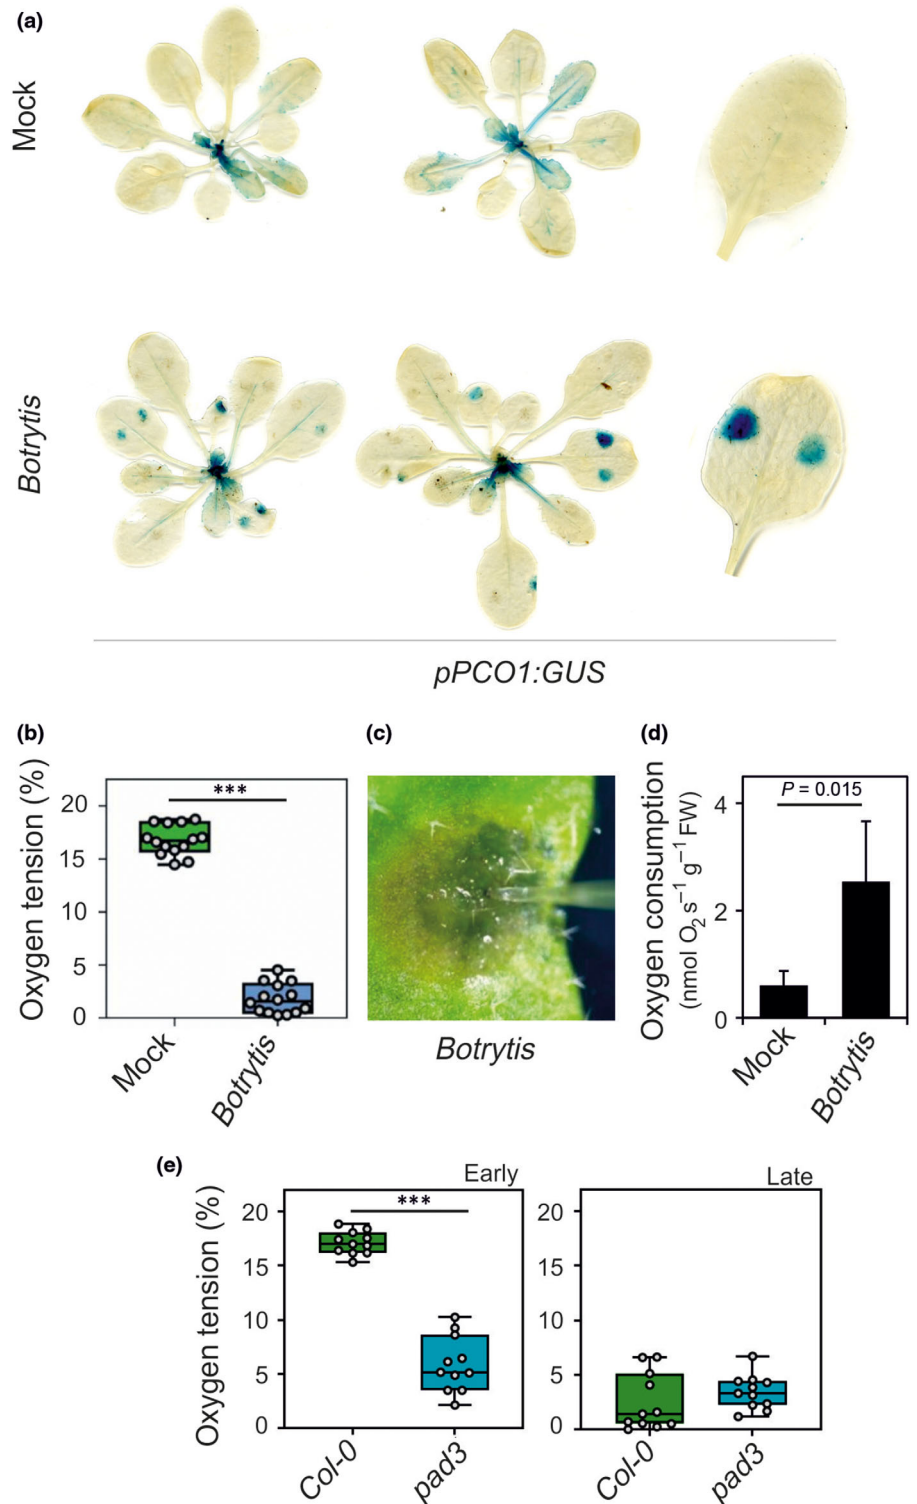 (a)
Mock
Botrytis
pPCO1:GUS
(b)
Oxygen tension (%)
20
15
10
5
0
***
Mock
Botrytis
(c)
Botrytis
(d)
Oxygen consumption
(nmol O₂ s⁻¹ g⁻¹ FW)
4
2
0
P = 0.015
Mock
Botrytis
(e)
Early
Oxygen tension (%)
20
15
10
5
0
***
Col-0
pad3
Late
20
15
10
5
0
Col-0
pad3